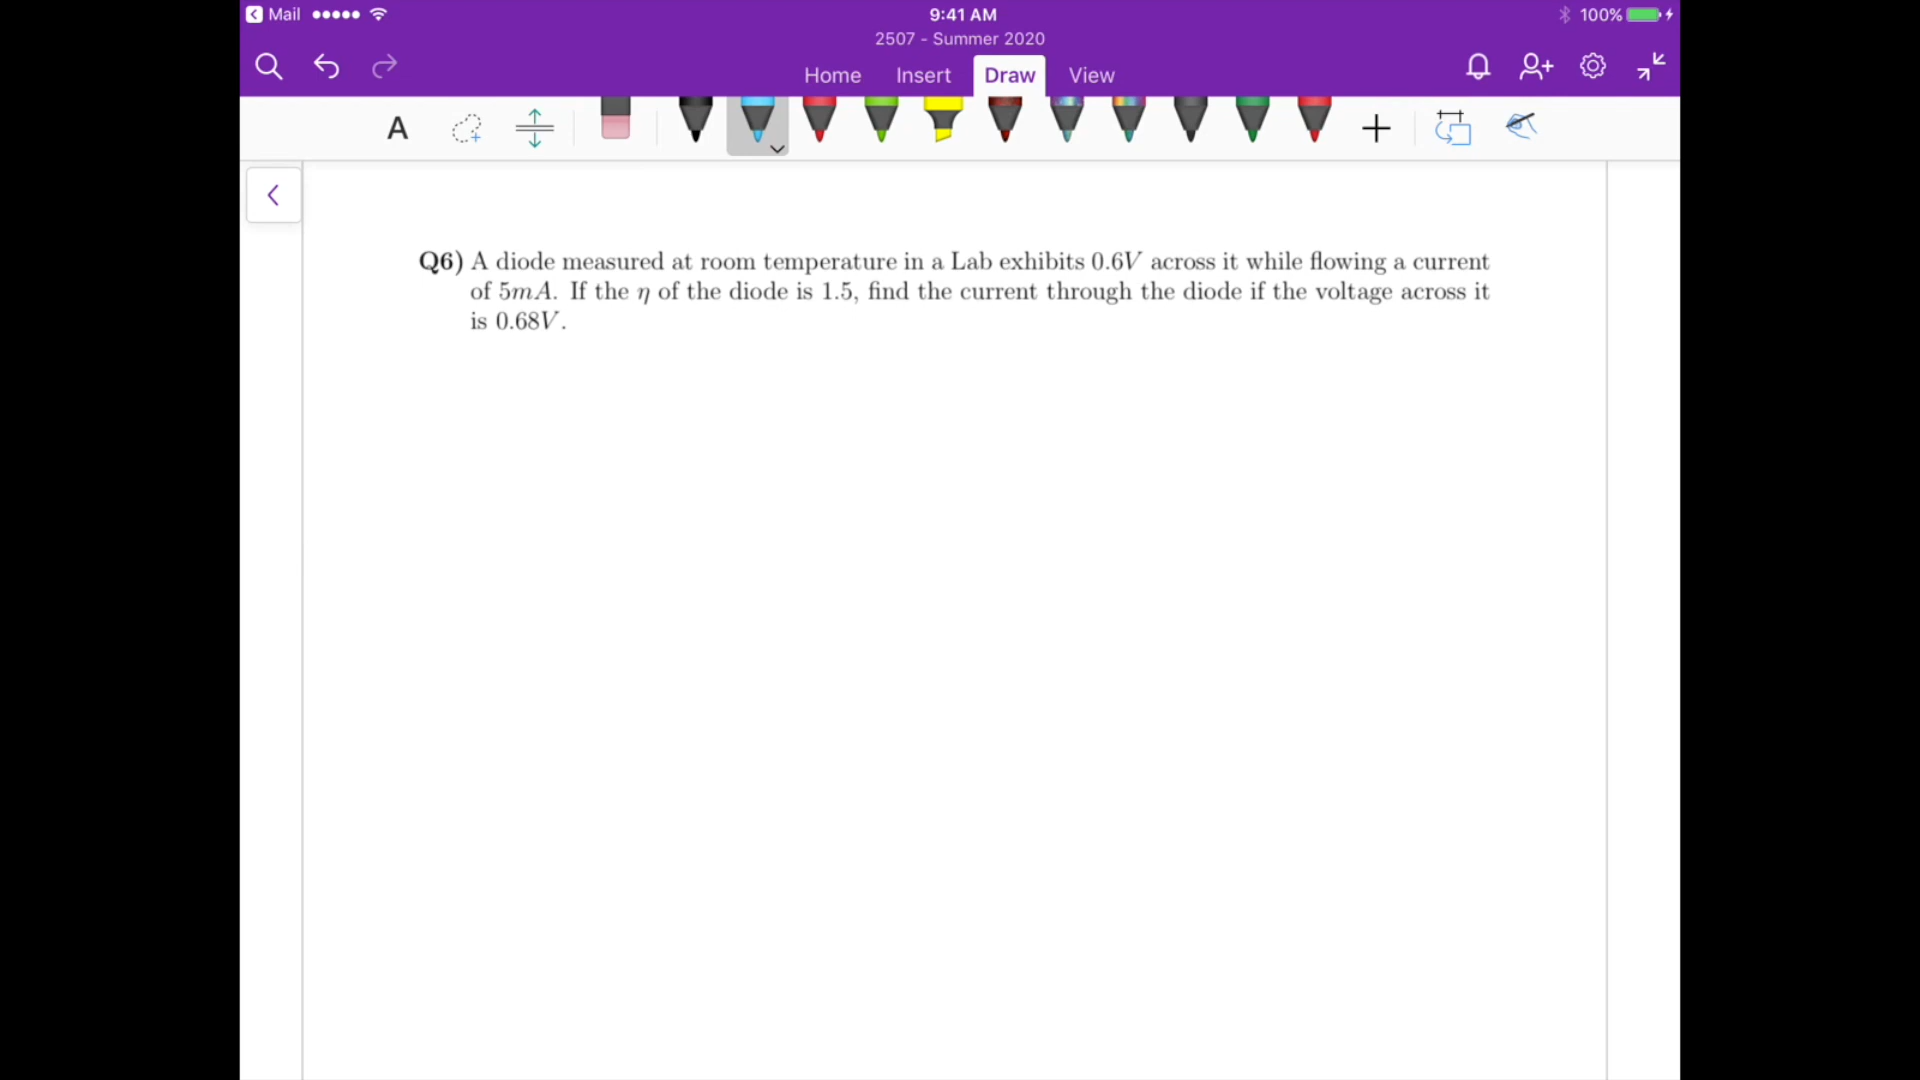 Mail 9:41 AM 100%
2507 - Summer 2020
Home Insert Draw View
A
Q6) A diode measured at room temperature in a Lab exhibits 0.6V across it while flowing a current
of 5mA. If the η of the diode is 1.5, find the current through the diode if the voltage across it
is 0.68V.